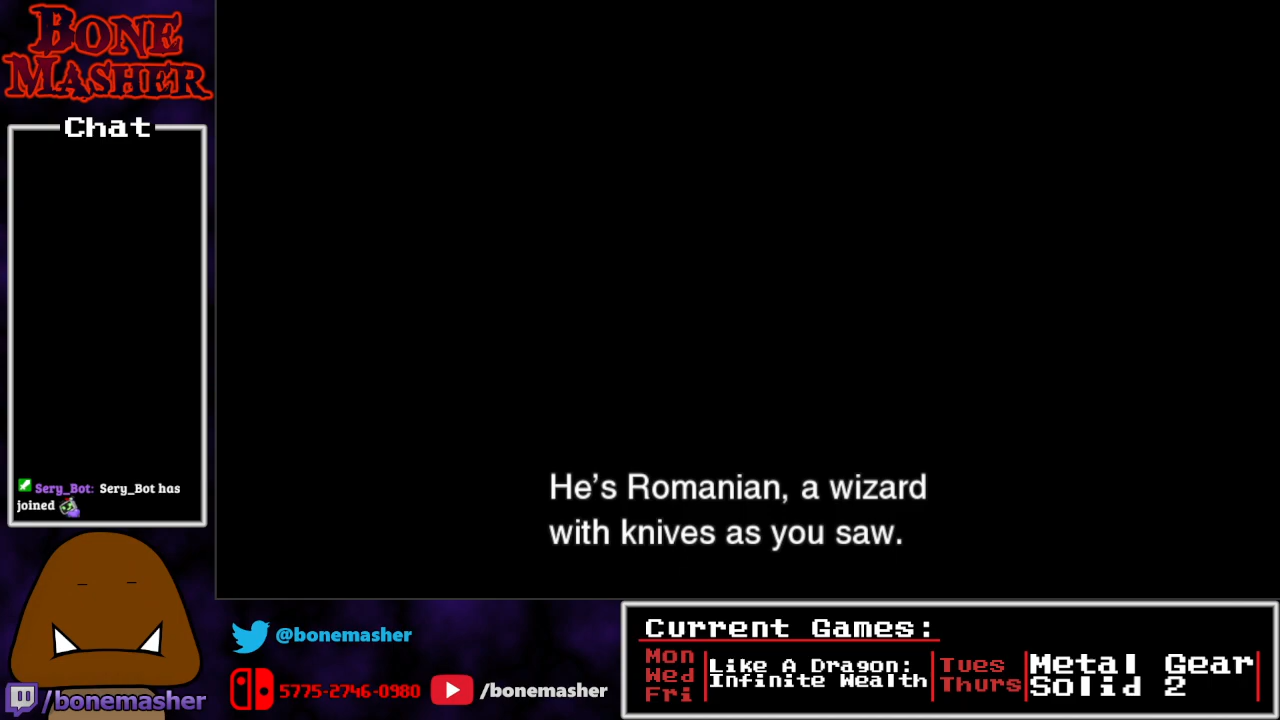 BONE
MASHER
Chat
Sery_Bot: Sery_Bot has
joined
He's Romanian, a wizard
with knives as you saw.
/bonemasher
@bonemasher
5775-2746-0980
/bonemasher
Current Games:
Mon
Wed
Fri
Like A Dragon:
Infinite Wealth
Tues
Thurs
Metal Gear
Solid 2